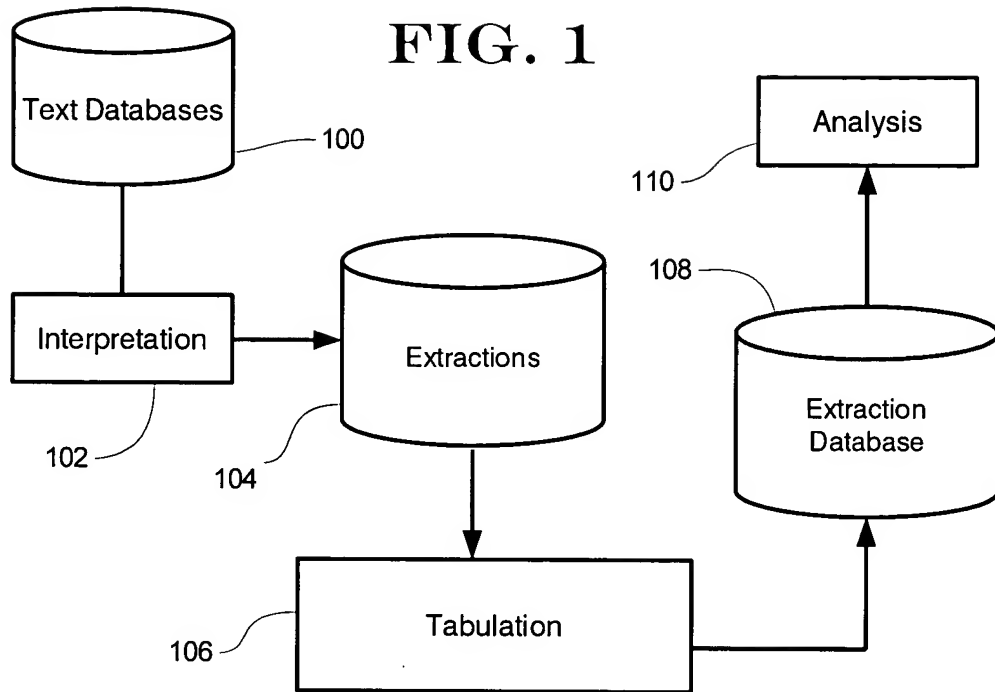 FIG. 1
Text Databases
100
Analysis
110
108
Interpretation
102
Extractions
104
Extraction
Database
Tabulation
106